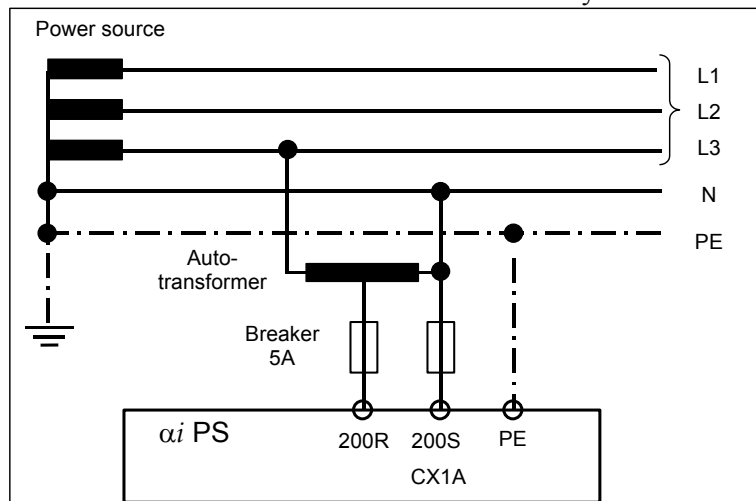 Power source
L1
L2
L3
N
PE
Auto-
transformer
Breaker
5A
αi PS
200R 200S PE
CX1A